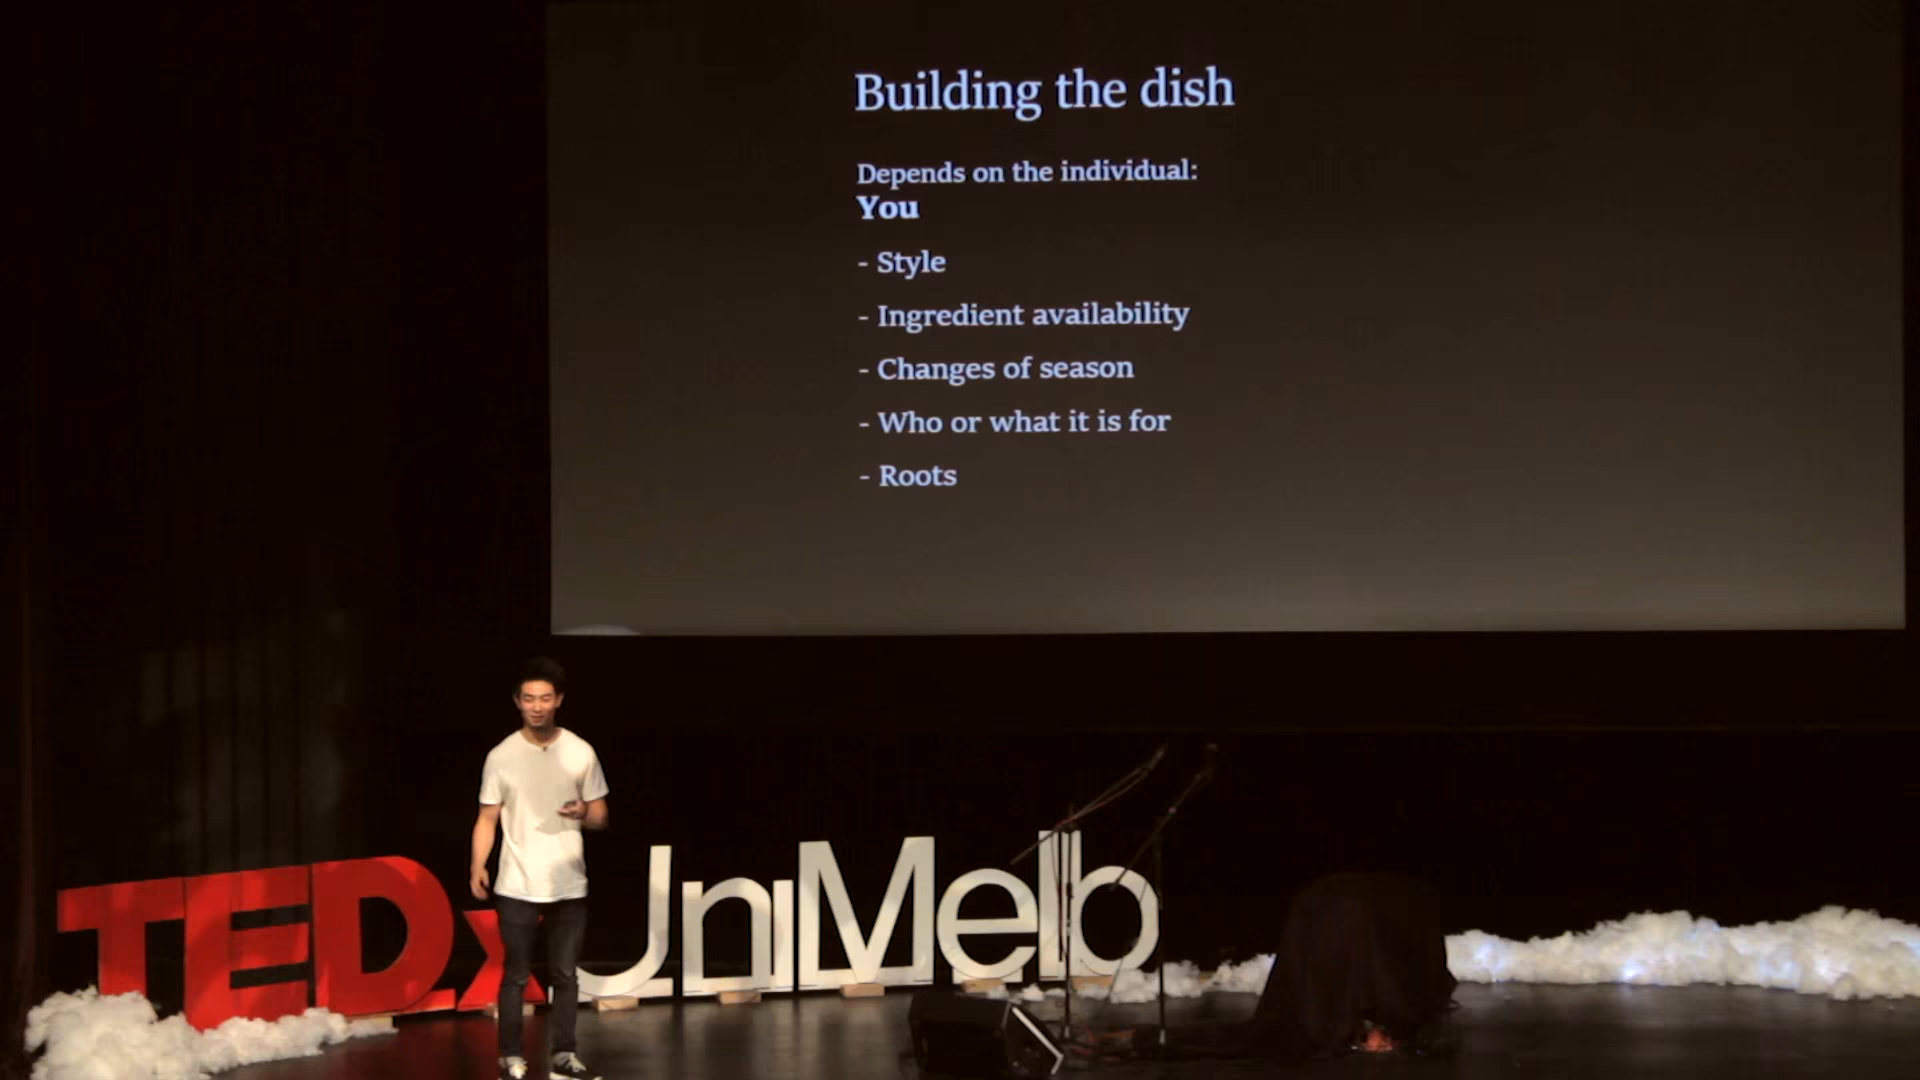 Building the dish
Depends on the individual:
You
- Style
- Ingredient availability
- Changes of season
- Who or what it is for
- Roots
TEDxUniMelb